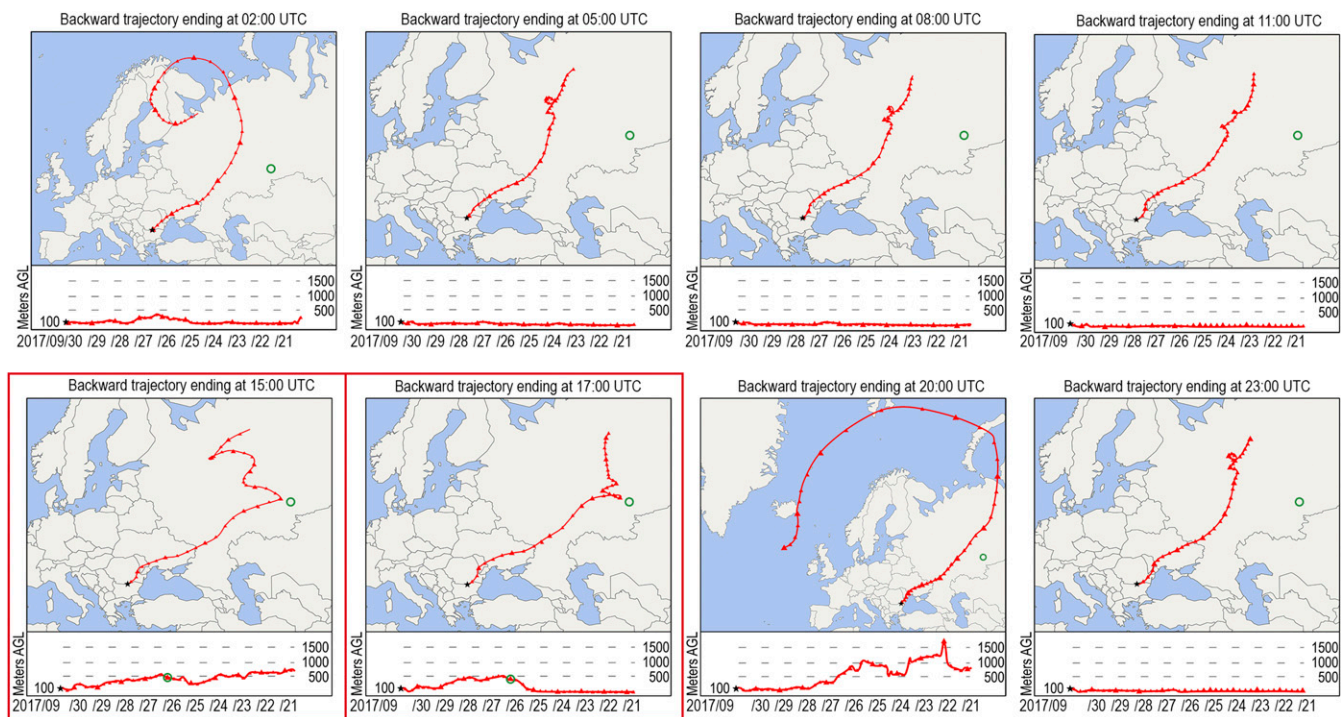 Backward trajectory ending at 02:00 UTC
Meters AGL
1500
1000
500
100
2017/09/30 /29 /28 /27 /26 /25 /24 /23 /22 /21
Backward trajectory ending at 05:00 UTC
Meters AGL
1500
1000
500
100
2017/09 /30 /29 /28 /27 /26 /25 /24 /23 /22 /21
Backward trajectory ending at 08:00 UTC
Meters AGL
1500
1000
500
100
2017/09 /30 /29 /28 /27 /26 /25 /24 /23 /22 /21
Backward trajectory ending at 11:00 UTC
Meters AGL
1500
1000
500
100
2017/09 /30 /29 /28 /27 /26 /25 /24 /23 /22 /21
Backward trajectory ending at 15:00 UTC
Meters AGL
1500
1000
500
100
2017/09 /30 /29 /28 /27 /26 /25 /24 /23 /22 /21
Backward trajectory ending at 17:00 UTC
Meters AGL
1500
1000
500
100
2017/09 /30 /29 /28 /27 /26 /25 /24 /23 /22 /21
Backward trajectory ending at 20:00 UTC
Meters AGL
1500
1000
500
100
2017/09 /30 /29 /28 /27 /26 /25 /24 /23 /22 /21
Backward trajectory ending at 23:00 UTC
Meters AGL
1500
1000
500
100
2017/09 /30 /29 /28 /27 /26 /25 /24 /23 /22 /21